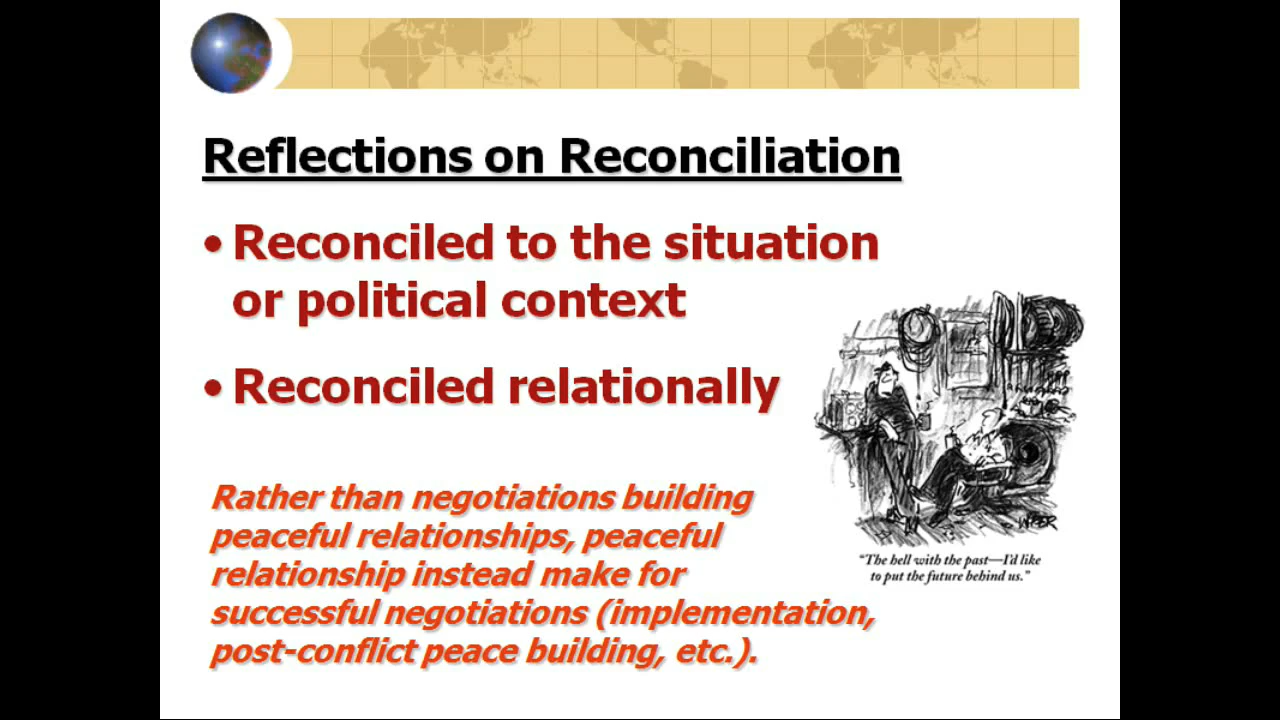 Reflections on Reconciliation
• Reconciled to the situation
or political context
• Reconciled relationally
Rather than negotiations building
peaceful relationships, peaceful
relationship instead make for
successful negotiations (implementation,
post-conflict peace building, etc.).
WEBER
“The hell with the past—I’d like
to put the future behind us.”